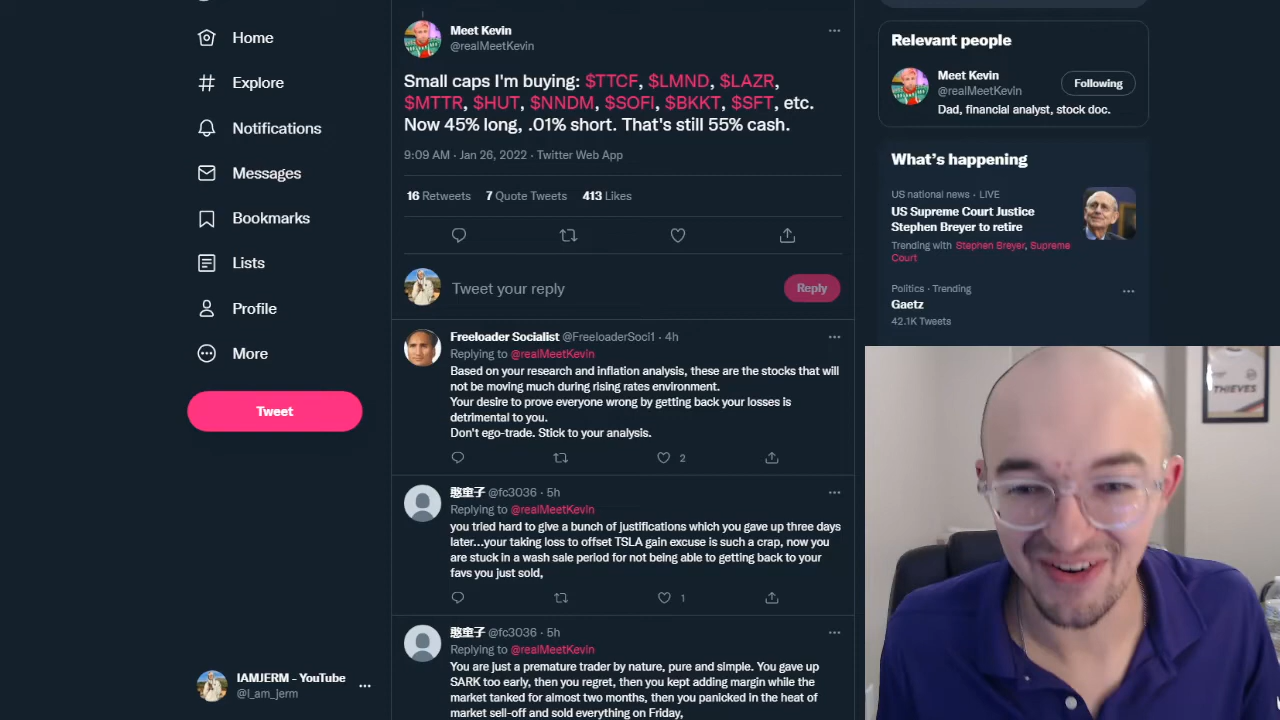 Home
Explore
Notifications
Messages
Bookmarks
Lists
Profile
More
Tweet
IAMJERM - YouTube
@I_am_jerm
Meet Kevin
@realMeetKevin
Small caps I'm buying: $TTCF, $LMND, $LAZR,
$MTTR, $HUT, $NNDM, $SOFI, $BKKT, $SFT, etc.
Now 45% long, .01% short. That's still 55% cash.
9:09 AM · Jan 26, 2022 · Twitter Web App
16 Retweets 7 Quote Tweets 413 Likes
Tweet your reply
Reply
Freeloader Socialist @FreeloaderSoci1 · 4h
Replying to @realMeetKevin
Based on your research and inflation analysis, these are the stocks that will
not be moving much during rising rates environment.
Your desire to prove everyone wrong by getting back your losses is
detrimental to you.
Don't ego-trade. Stick to your analysis.
2
憨童子 @fc3036 · 5h
Replying to @realMeetKevin
you tried hard to give a bunch of justifications which you gave up three days
later...your taking loss to offset TSLA gain excuse is such a crap, now you
are stuck in a wash sale period for not being able to getting back to your
favs you just sold,
1
憨童子 @fc3036 · 5h
Replying to @realMeetKevin
You are just a premature trader by nature, pure and simple. You gave up
SARK too early, then you regret, then you kept adding margin while the
market tanked for almost two months, then you panicked in the heat of
market sell-off and sold everything on Friday,
Relevant people
Meet Kevin
@realMeetKevin
Following
Dad, financial analyst, stock doc.
What's happening
US national news · LIVE
US Supreme Court Justice
Stephen Breyer to retire
Trending with Stephen Breyer, Supreme
Court
Politics · Trending
Gaetz
42.1K Tweets
THIEVES